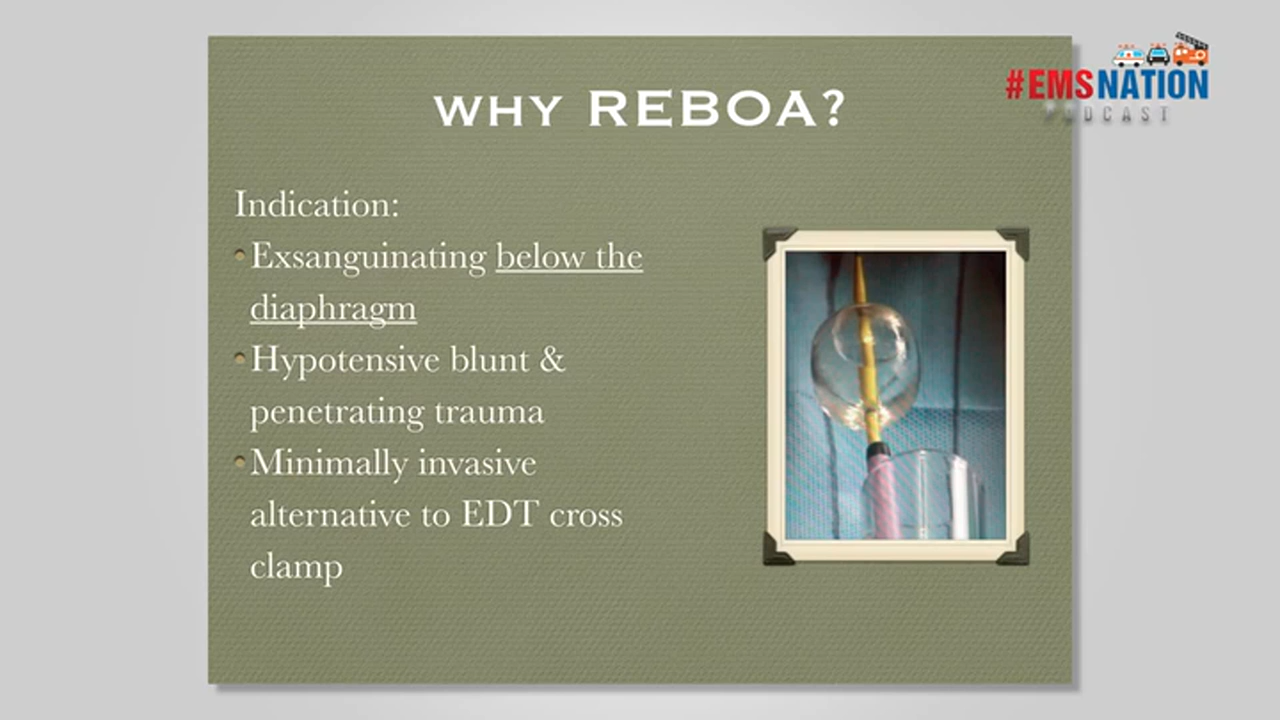 #EMSNATION
PODCAST
WHY REBOA?
Indication:
•Exsanguinating below the
diaphragm
•Hypotensive blunt &
penetrating trauma
•Minimally invasive
alternative to EDT cross
clamp